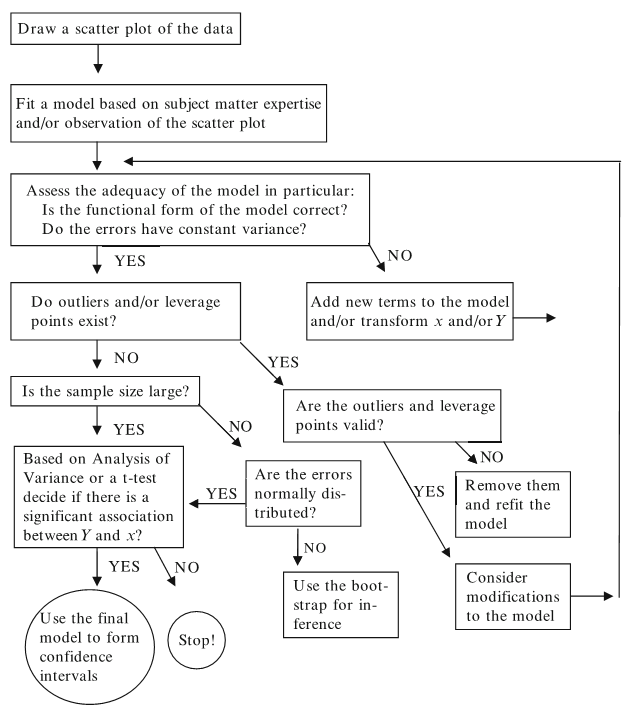 Draw a scatter plot of the data
Fit a model based on subject matter expertise
and/or observation of the scatter plot
Assess the adequacy of the model in particular:
Is the functional form of the model correct?
Do the errors have constant variance?
YES
NO
Do outliers and/or leverage
points exist?
Add new terms to the model
and/or transform x and/or Y
NO
YES
Is the sample size large?
Are the outliers and leverage
points valid?
YES
NO
NO
Based on Analysis of
Variance or a t-test
decide if there is a
significant association
between Y and x?
YES
Are the errors
normally dis-
tributed?
YES
Remove them
and refit the
model
YES
NO
NO
Use the boot-
strap for in-
ference
Consider
modifications
to the model
Use the final
model to form
confidence
intervals
Stop!